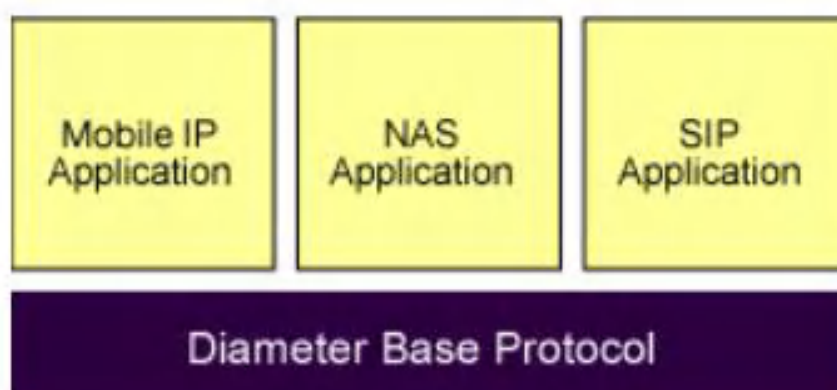 Mobile IP
Application
NAS
Application
SIP
Application
Diameter Base Protocol